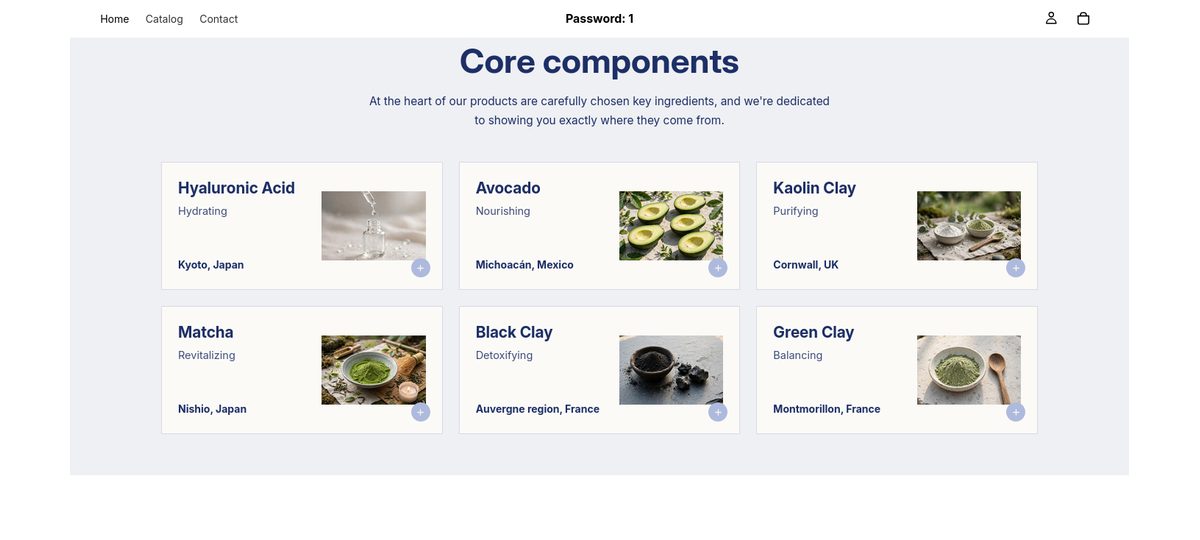 Home Catalog Contact Password: 1
Core components
At the heart of our products are carefully chosen key ingredients, and we're dedicated
to showing you exactly where they come from.
Hyaluronic Acid
Hydrating
Kyoto, Japan
Avocado
Nourishing
Michoacán, Mexico
Kaolin Clay
Purifying
Cornwall, UK
Matcha
Revitalizing
Nishio, Japan
Black Clay
Detoxifying
Auvergne region, France
Green Clay
Balancing
Montmorillon, France